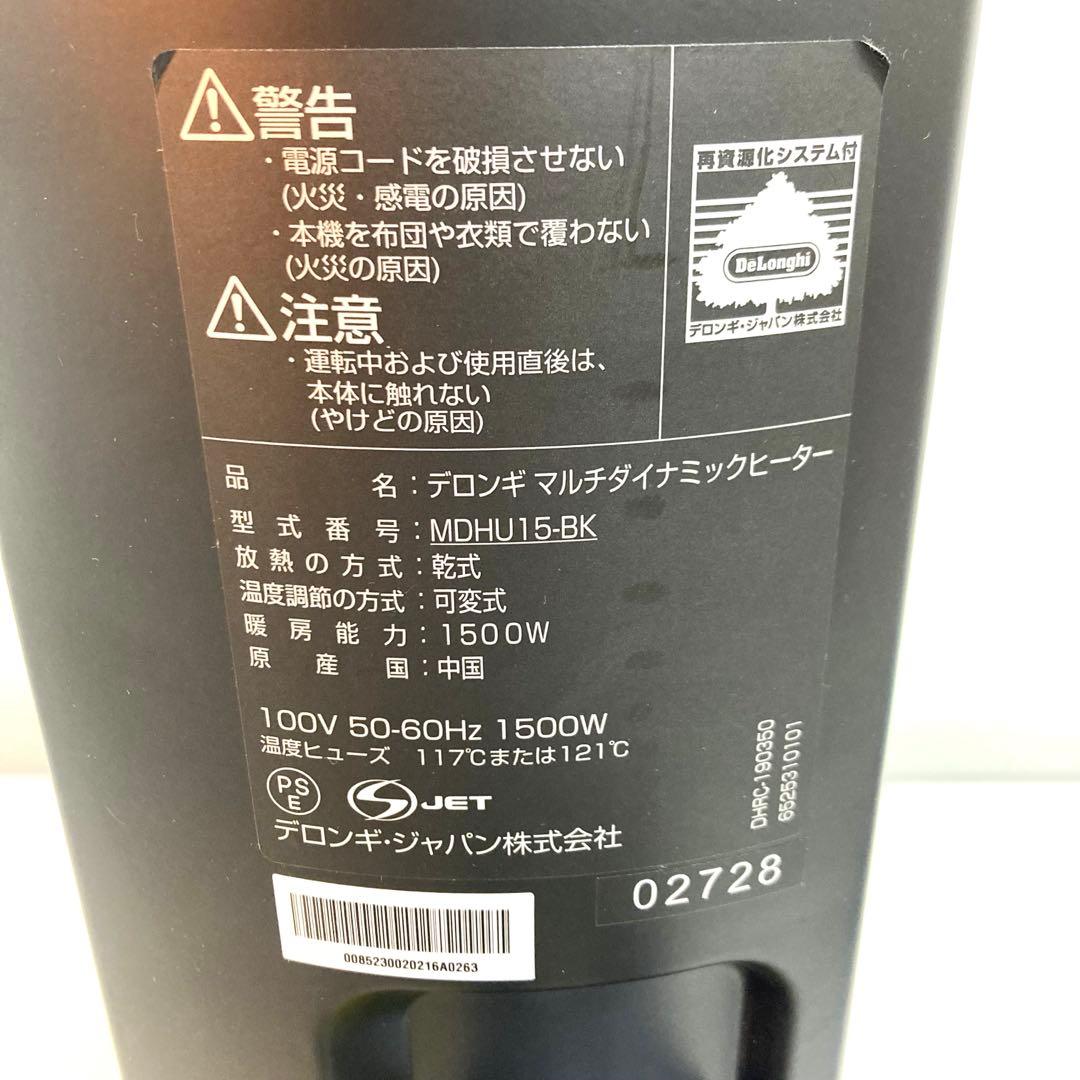 警告
・電源コードを破損させない
(火災・感電の原因)
・本機を布団や衣類で覆わない
(火災の原因)
注意
・運転中および使用直後は、
本体に触れない
(やけどの原因)
再資源化システム付
DeLonghi
デロンギ・ジャパン株式会社
品名：デロンギ マルチダイナミックヒーター
型式番号：MDHU15-BK
放熱の方式：乾式
温度調節の方式：可変式
暖房能力：1500W
原産国：中国
100V 50-60Hz 1500W
温度ヒューズ 117℃または121℃
PSE
JET
デロンギ・ジャパン株式会社
DHRC-190350
6525310101
02728
0085230020216A0263